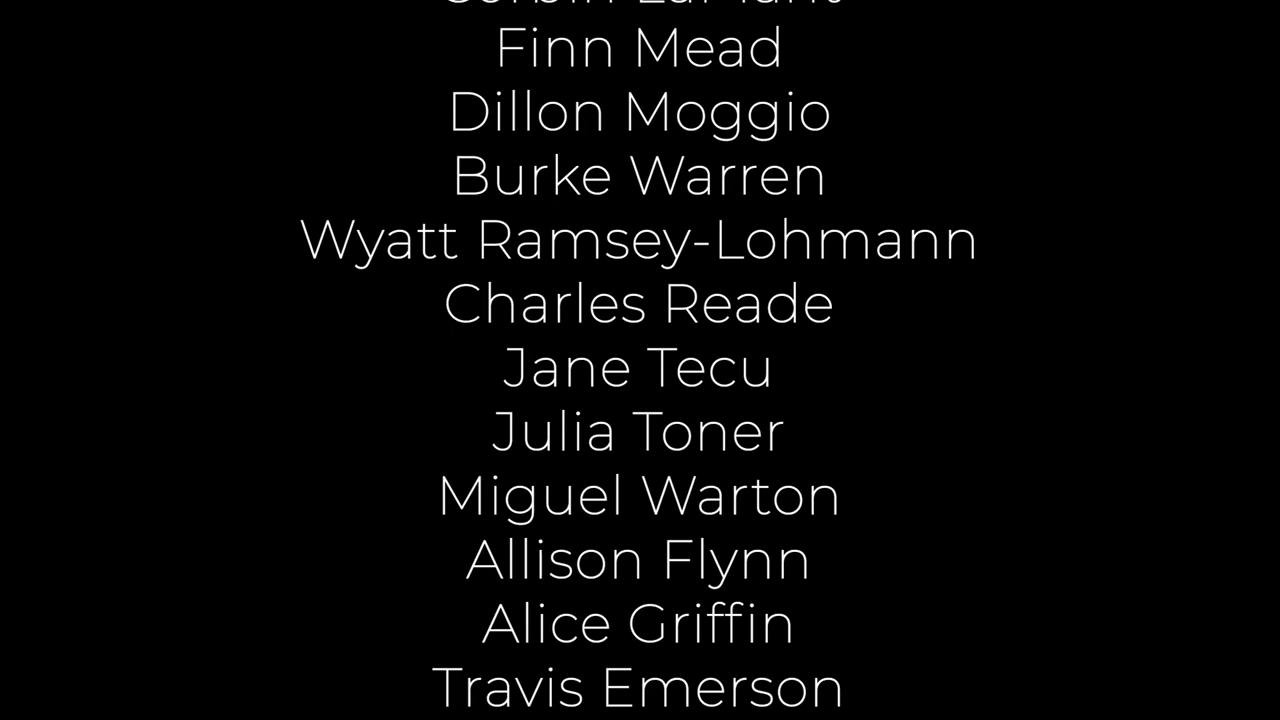 Finn Mead
Dillon Moggio
Burke Warren
Wyatt Ramsey-Lohmann
Charles Reade
Jane Tecu
Julia Toner
Miguel Warton
Allison Flynn
Alice Griffin
Travis Emerson